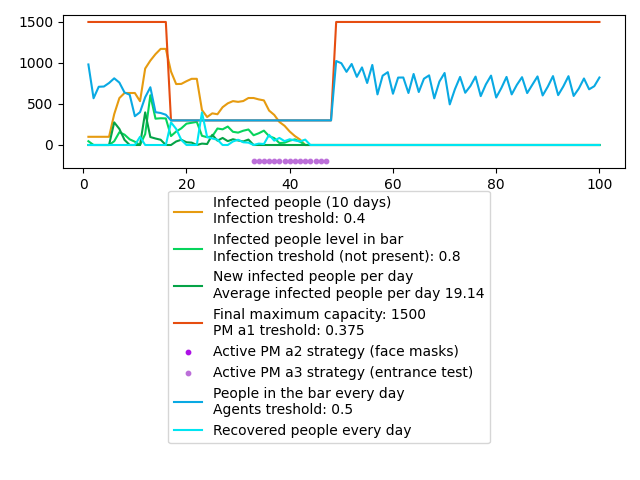 1500
1000
500
0
0
20
40
60
80
100
Infected people (10 days)
Infection treshold: 0.4
Infected people level in bar
Infection treshold (not present): 0.8
New infected people per day
Average infected people per day 19.14
Final maximum capacity: 1500
PM a1 treshold: 0.375
Active PM a2 strategy (face masks)
Active PM a3 strategy (entrance test)
People in the bar every day
Agents treshold: 0.5
Recovered people every day